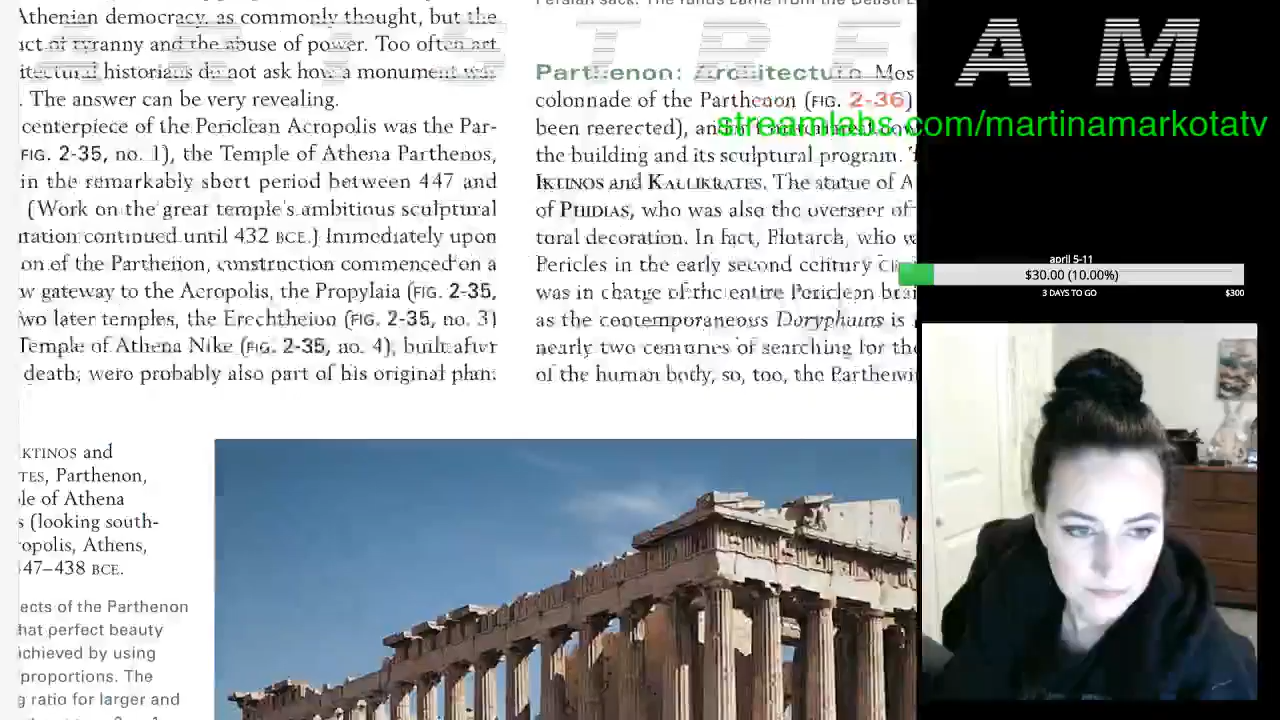 STREAM
streamlabs.com/martinamarkotatv
Athenian democracy, as commonly thought, but the
act of tyranny and the abuse of power. Too often art
historians do not ask how a monument
. The answer can be very revealing.
centerpiece of the Periclean Acropolis was the Par-
FIG. 2-35, no. 1), the Temple of Athena Parthenos,
in the remarkably short period between 447 and
(Work on the great temple's ambitious sculptural
continued until 432 BCE.) Immediately upon
on of the Parthenon, construction commenced on a
w gateway to the Acropolis, the Propylaia (FIG. 2-35,
two later temples, the Erechtheion (FIG. 2-35, no. 3)
Temple of Athena Nike (FIG. 2-35, no. 4), built after
death, were probably also part of his original plan.
Parthenon: Architecture Mos
colonnade of the Parthenon (FIG. 2-36)
been reerected),
the building and its sculptural program.
IKTINOS and KALLIKRATES. The statue of A
of PHIDIAS, who was also the overseer of
tural decoration. In fact, Plutarch, who w
Pericles in the early second century
was in charge of the entire Periclean
as the contemporaneous Doryphoros is
nearly two centuries of searching for the
of the human body, so, too, the
IKTINOS and
TES, Parthenon,
le of Athena
s (looking south-
ropolis, Athens,
447–438 BCE.
ects of the Parthenon
hat perfect beauty
achieved by using
proportions. The
g ratio for larger and
april 5-11
$30.00 (10.00%)
3 DAYS TO GO $300